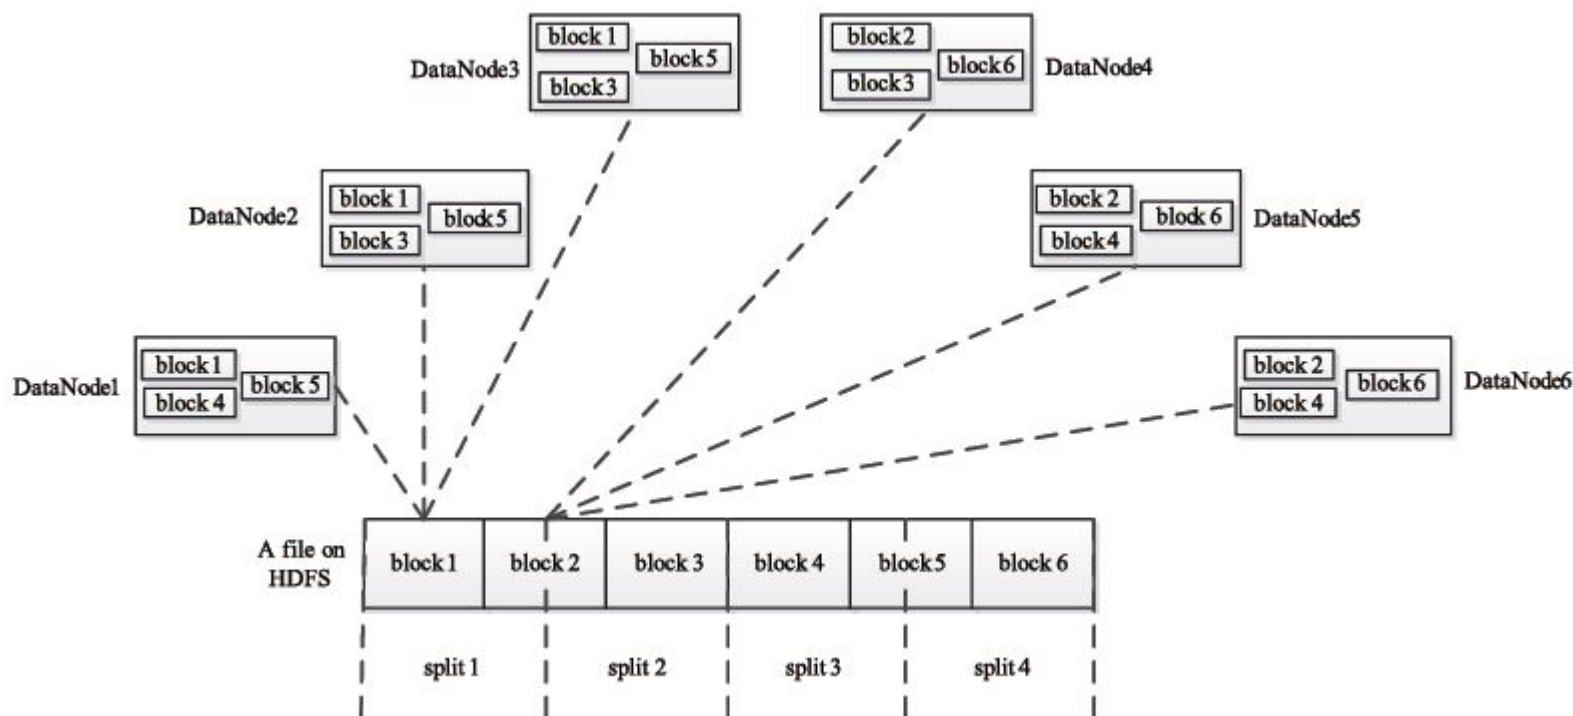 DataNode3
block 1
block 3
block 5
block 2
block 3
block 6
DataNode4
DataNode2
block 1
block 3
block 5
block 2
block 4
block 6
DataNode5
DataNode1
block 1
block 4
block 5
block 2
block 4
block 6
DataNode6
A file on
HDFS
block 1
block 2
block 3
block 4
block 5
block 6
split 1
split 2
split 3
split 4